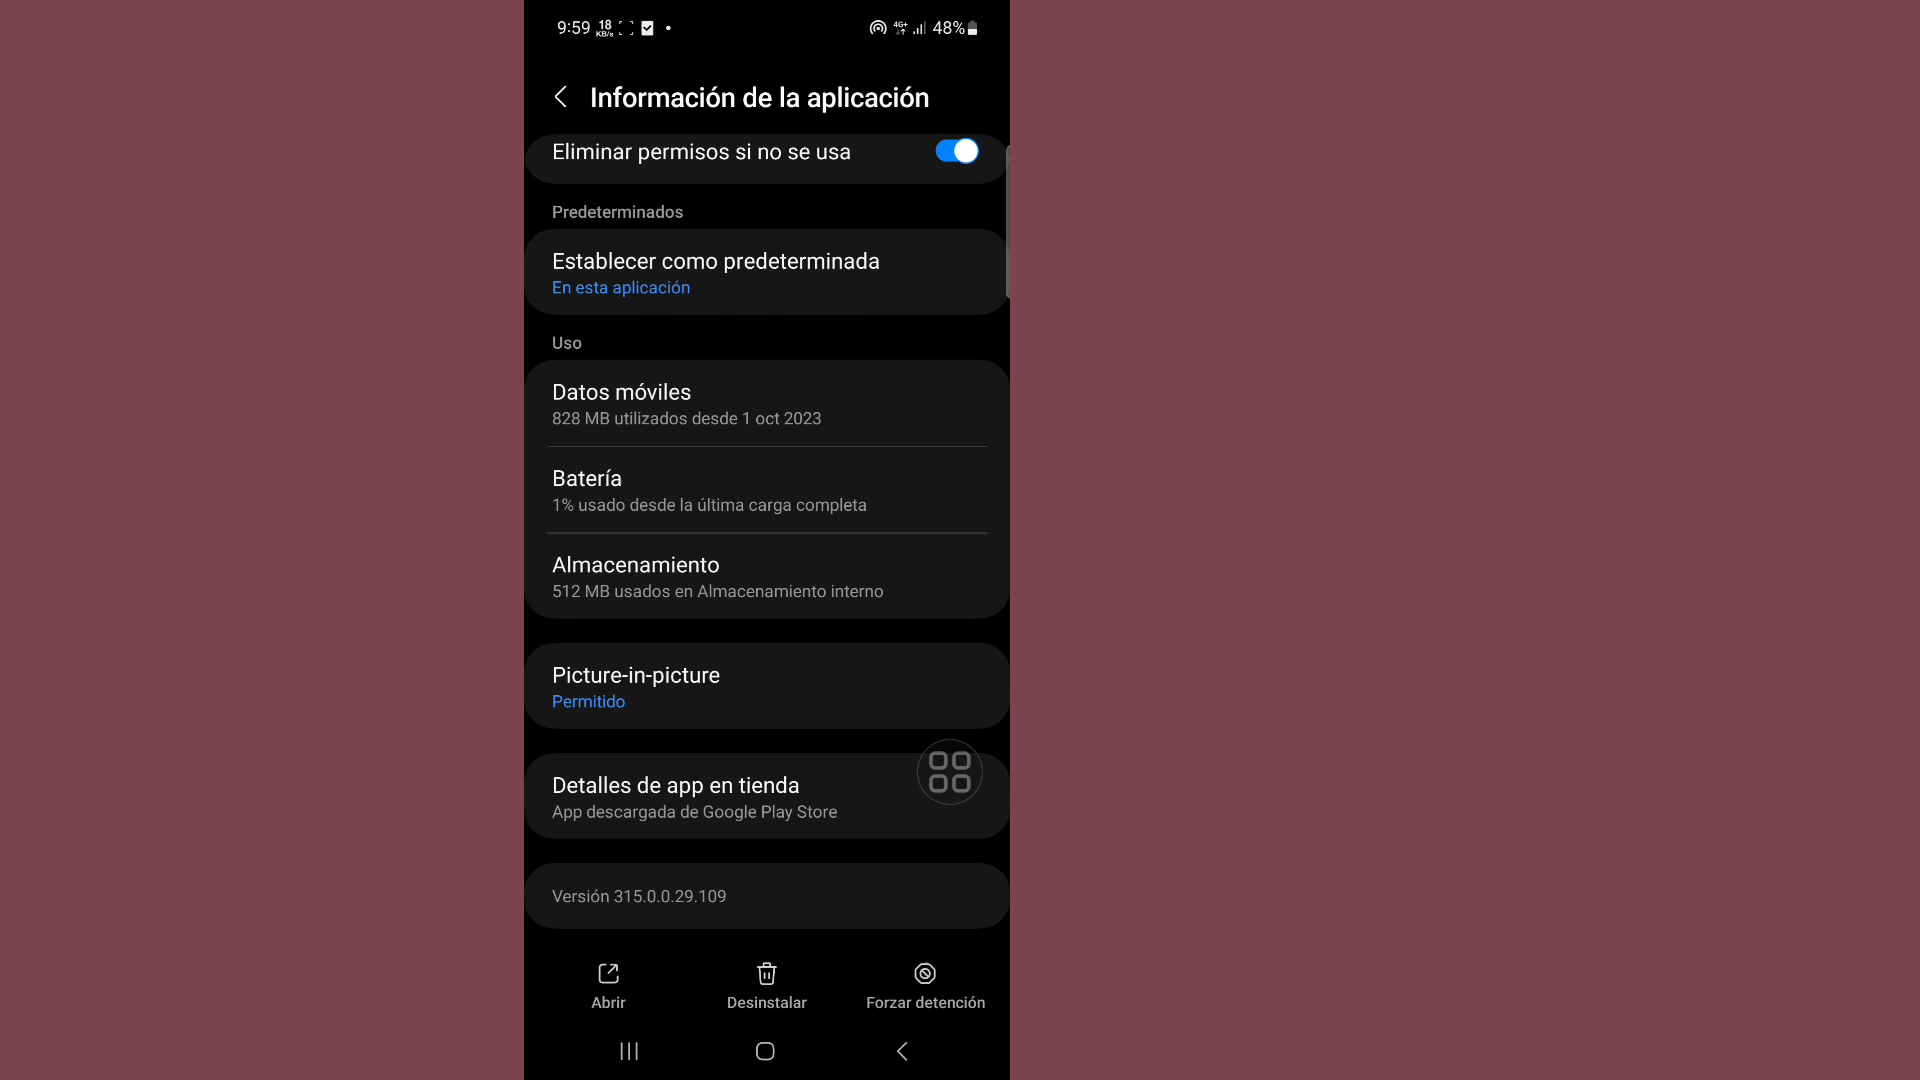 9:59 18 KB/s 4G+ 48%
Información de la aplicación
Eliminar permisos si no se usa
Predeterminados
Establecer como predeterminada
En esta aplicación
Uso
Datos móviles
828 MB utilizados desde 1 oct 2023
Batería
1% usado desde la última carga completa
Almacenamiento
512 MB usados en Almacenamiento interno
Picture-in-picture
Permitido
Detalles de app en tienda
App descargada de Google Play Store
Versión 315.0.0.29.109
Abrir Desinstalar Forzar detención